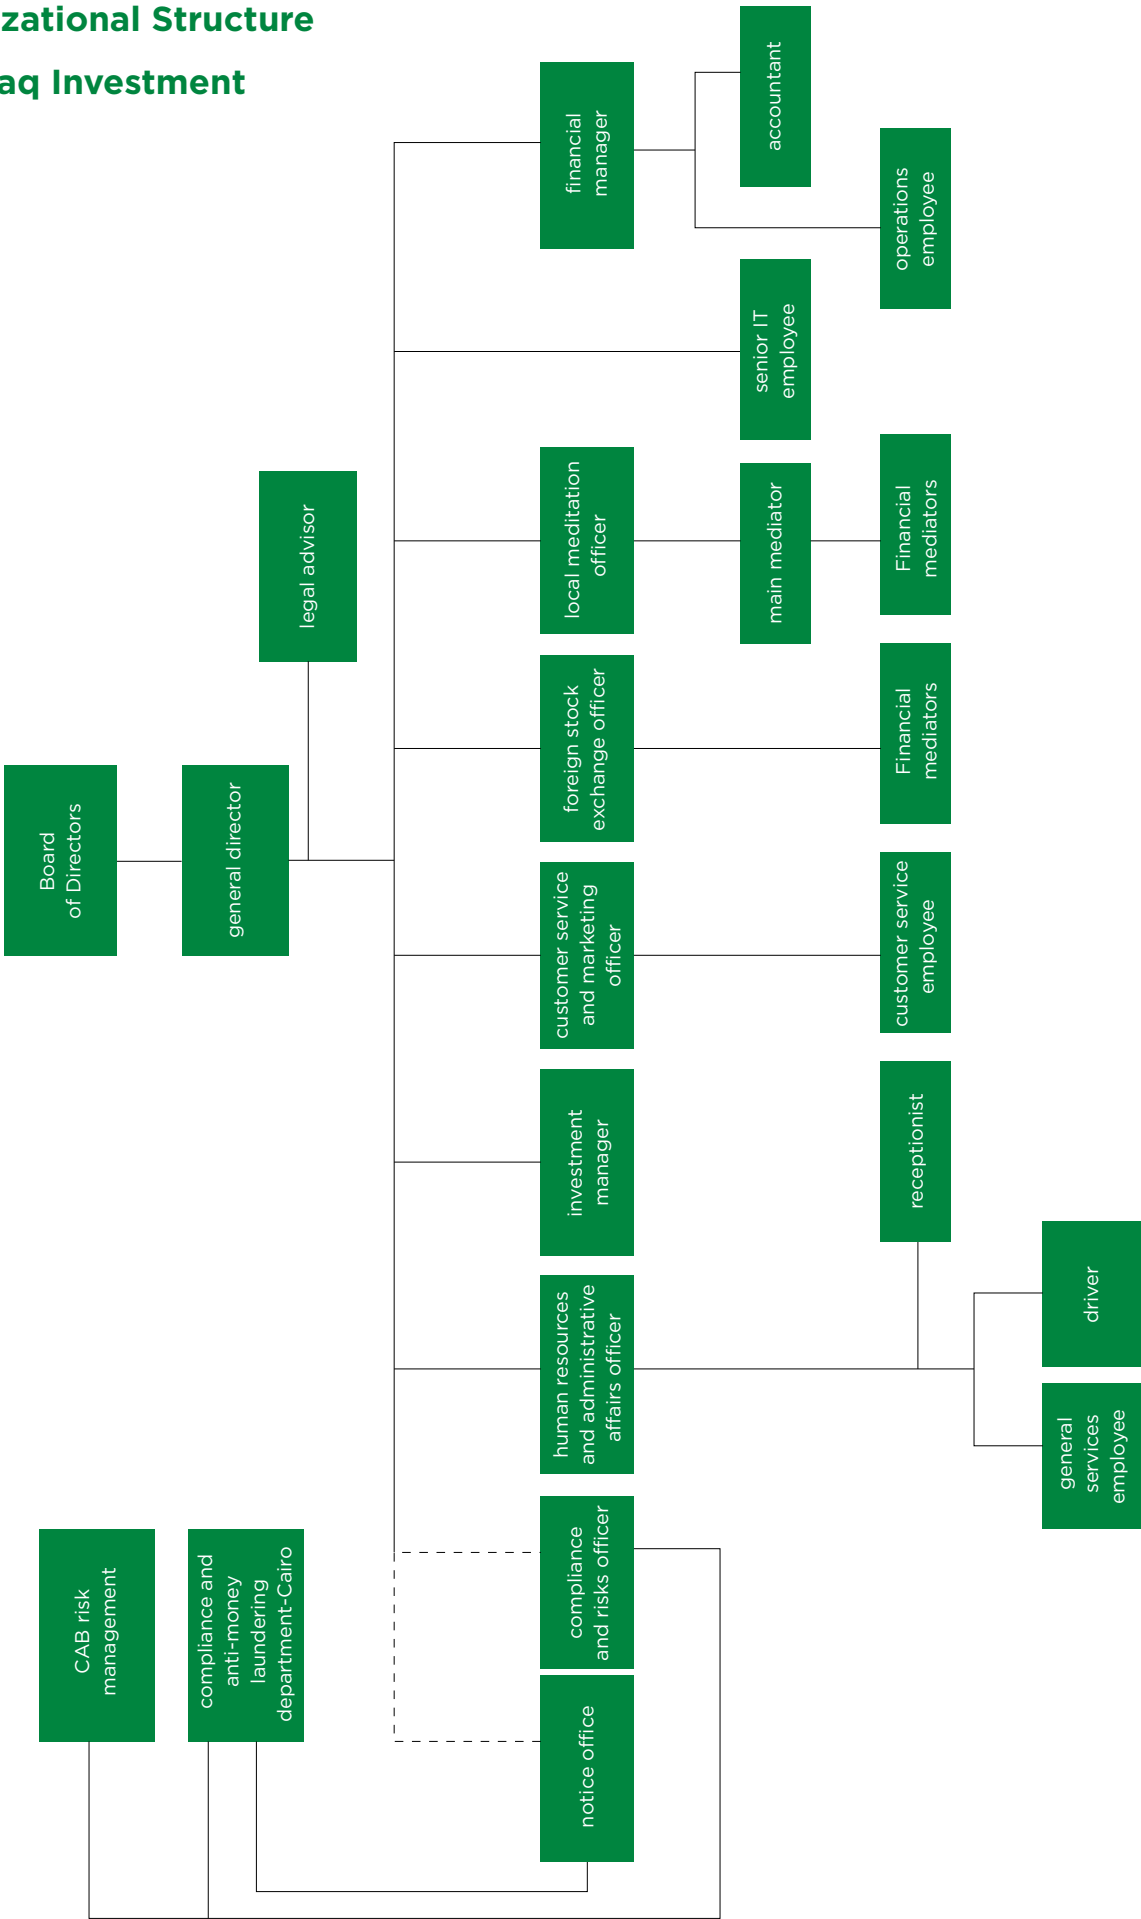 zational Structure
aq Investment
Board
of Directors
general director
legal advisor
financial
manager
accountant
operations
employee
senior IT
employee
local meditation
officer
main mediator
Financial
mediators
foreign stock
exchange officer
Financial
mediators
customer service
and marketing
officer
customer service
employee
investment
manager
human resources
and administrative
affairs officer
receptionist
driver
general
services
employee
compliance
and risks officer
notice office
CAB risk
management
compliance and
anti-money
laundering
department-Cairo